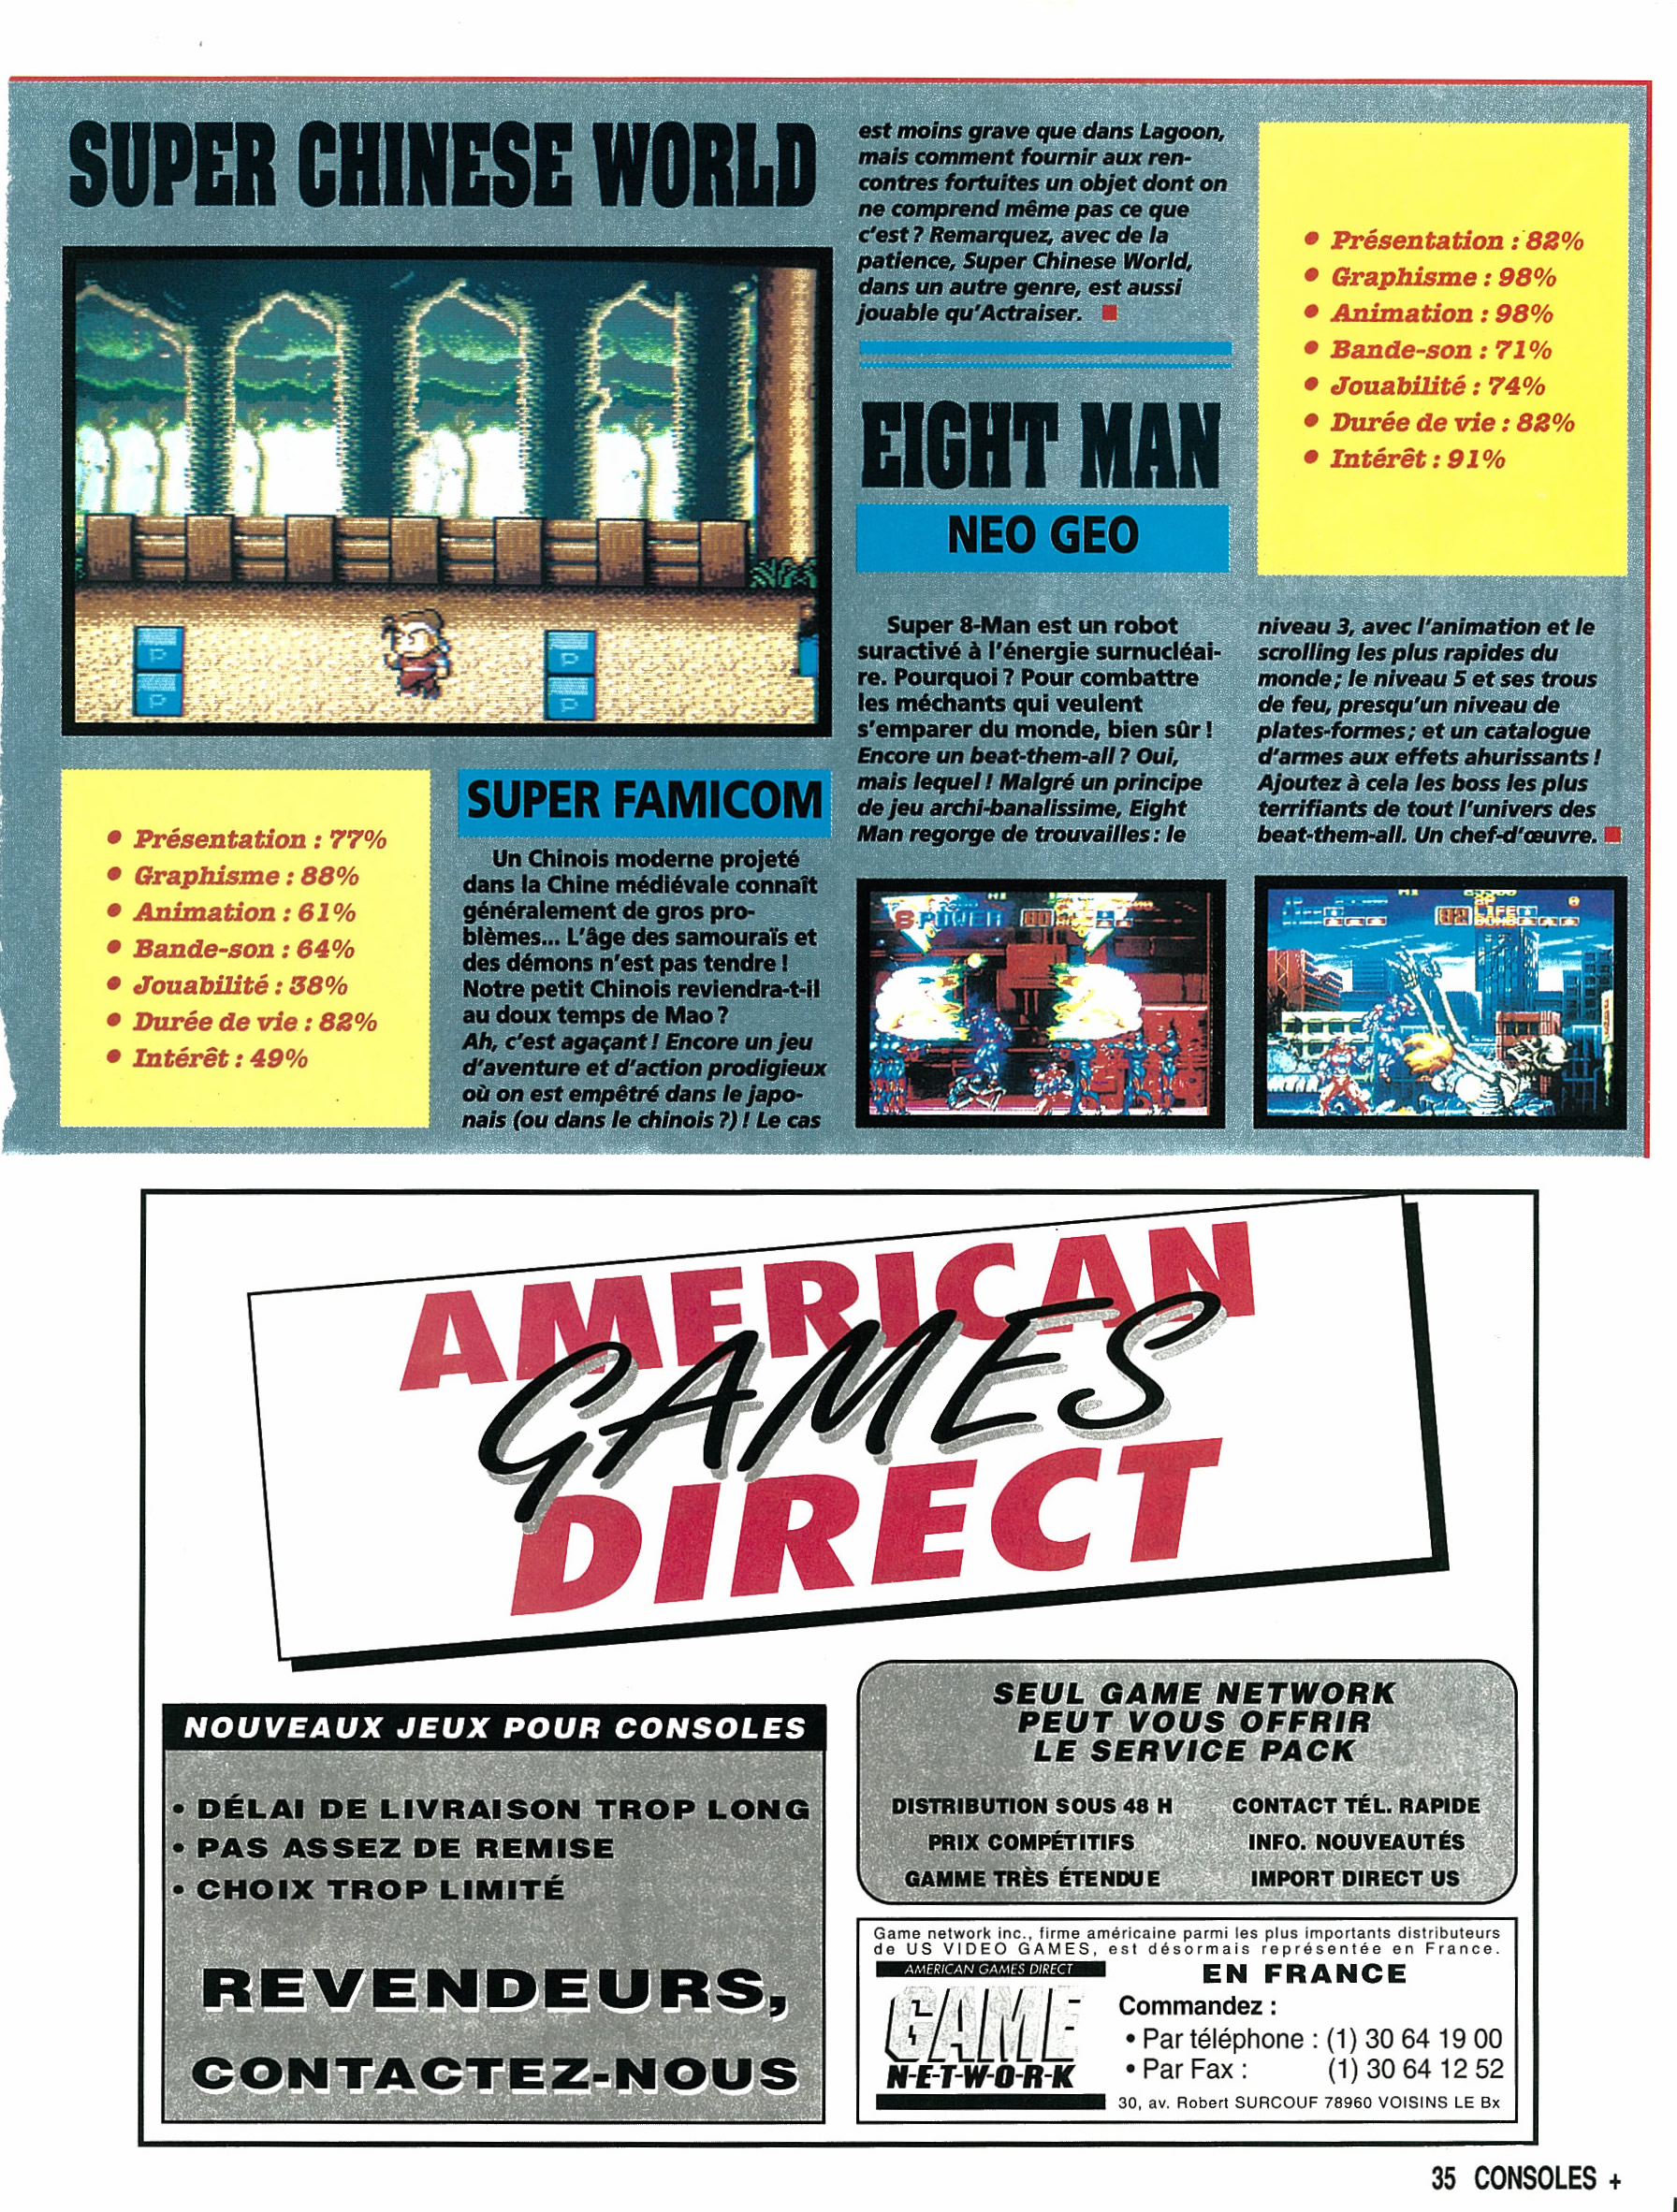 SUPER CHINESE WORLD
• Présentation : 77%
• Graphisme : 88%
• Animation : 61%
• Bande-son : 64%
• Jouabilité : 38%
• Durée de vie : 82%
• Intérêt : 49%
SUPER FAMICOM
Un Chinois moderne projeté
dans la Chine médiévale connaît
généralement de gros pro-
blèmes... L'âge des samouraïs et
des démons n'est pas tendre !
Notre petit Chinois reviendra-t-il
au doux temps de Mao ?
Ah, c'est agaçant ! Encore un jeu
d'aventure et d'action prodigieux
où on est empêtré dans le japo-
nais (ou dans le chinois ?) ! Le cas
est moins grave que dans Lagoon,
mais comment fournir aux ren-
contres fortuites un objet dont on
ne comprend même pas ce que
c'est ? Remarquez, avec de la
patience, Super Chinese World,
dans un autre genre, est aussi
jouable qu'Actraiser.
EIGHT MAN
NEO GEO
Super 8-Man est un robot
suractivé à l'énergie surnucléai-
re. Pourquoi ? Pour combattre
les méchants qui veulent
s'emparer du monde, bien sûr !
Encore un beat-them-all ? Oui,
mais lequel ! Malgré un principe
de jeu archi-banalissime, Eight
Man regorge de trouvailles : le
niveau 3, avec l'animation et le
scrolling les plus rapides du
monde ; le niveau 5 et ses trous
de feu, presqu'un niveau de
plates-formes ; et un catalogue
d'armes aux effets ahurissants !
Ajoutez à cela les boss les plus
terrifiants de tout l'univers des
beat-them-all. Un chef-d'œuvre.
• Présentation : 82%
• Graphisme : 98%
• Animation : 98%
• Bande-son : 71%
• Jouabilité : 74%
• Durée de vie : 82%
• Intérêt : 91%
AMERICAN
GAMES
DIRECT
NOUVEAUX JEUX POUR CONSOLES
• DÉLAI DE LIVRAISON TROP LONG
• PAS ASSEZ DE REMISE
• CHOIX TROP LIMITÉ
REVENDEURS,
CONTACTEZ-NOUS
SEUL GAME NETWORK
PEUT VOUS OFFRIR
LE SERVICE PACK
DISTRIBUTION SOUS 48 H
PRIX COMPÉTITIFS
GAMME TRÈS ÉTENDUE
CONTACT TÉL. RAPIDE
INFO. NOUVEAUTÉS
IMPORT DIRECT US
Game network inc., firme américaine parmi les plus importants distributeurs
de US VIDEO GAMES, est désormais représentée en France.
AMERICAN GAMES DIRECT
GAME
N-E-T-W-O-R-K
EN FRANCE
Commandez :
• Par téléphone : (1) 30 64 19 00
• Par Fax : (1) 30 64 12 52
30, av. Robert SURCOUF 78960 VOISINS LE Bx
35 CONSOLES +